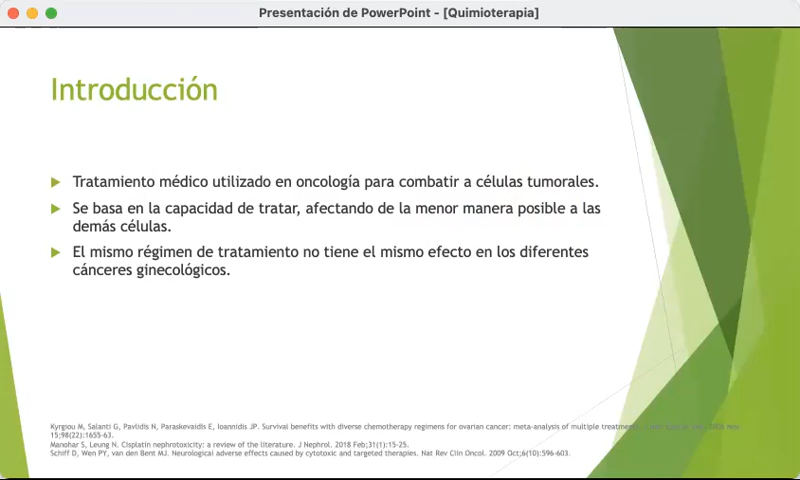 Presentación de PowerPoint - [Quimioterapia]
Introducción
Tratamiento médico utilizado en oncología para combatir a células tumorales.
Se basa en la capacidad de tratar, afectando de la menor manera posible a las
demás células.
El mismo régimen de tratamiento no tiene el mismo efecto en los diferentes
cánceres ginecológicos.
Kyrgiou M, Salanti G, Pavlidis N, Paraskevaidis E, Ioannidis JP. Survival benefits with diverse chemotherapy regimens for ovarian cancer: meta-analysis of multiple treatments.
15;98(22):1655-63.
Manohar S, Leung N. Cisplatin nephrotoxicity: a review of the literature. J Nephrol. 2018 Feb;31(1):15-25.
Schiff D, Wen PY, van den Bent MJ. Neurological adverse effects caused by cytotoxic and targeted therapies. Nat Rev Clin Oncol. 2009 Oct;6(10):596-603.